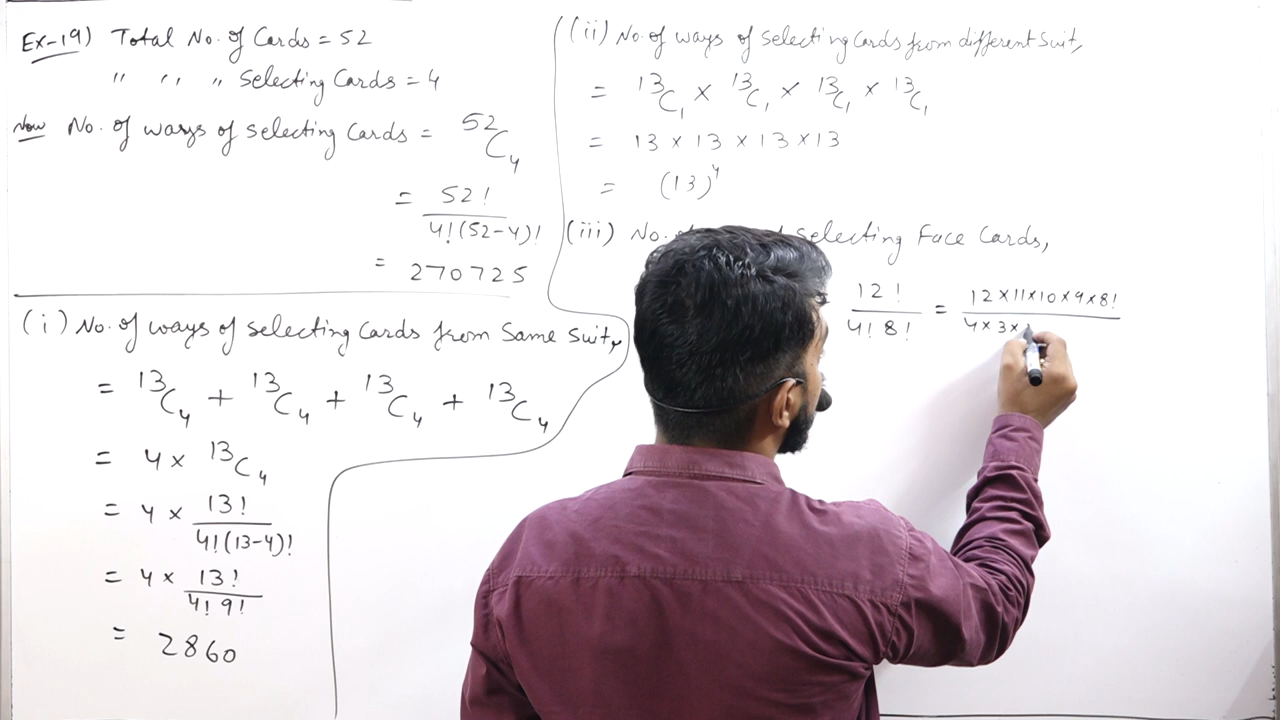 Ex-19) Total No. of Cards = 52
" " " Selecting Cards = 4
Now No. of ways of selecting Cards = ⁵²C₄
= 52! / 4!(52-4)!
= 270725
(i) No. of ways of selecting Cards from Same Suit,
= ¹³C₄ + ¹³C₄ + ¹³C₄ + ¹³C₄
= 4 × ¹³C₄
= 4 × 13! / 4!(13-4)!
= 4 × 13! / 4! 9!
= 2860
(ii) No. of ways of Selecting Cards from different Suit,
= ¹³C₁ × ¹³C₁ × ¹³C₁ × ¹³C₁
= 13 × 13 × 13 × 13
= (13)⁴
(iii) No. selecting Face Cards,
12! / 4! 8! = 12×11×10×9×8! / 4×3×